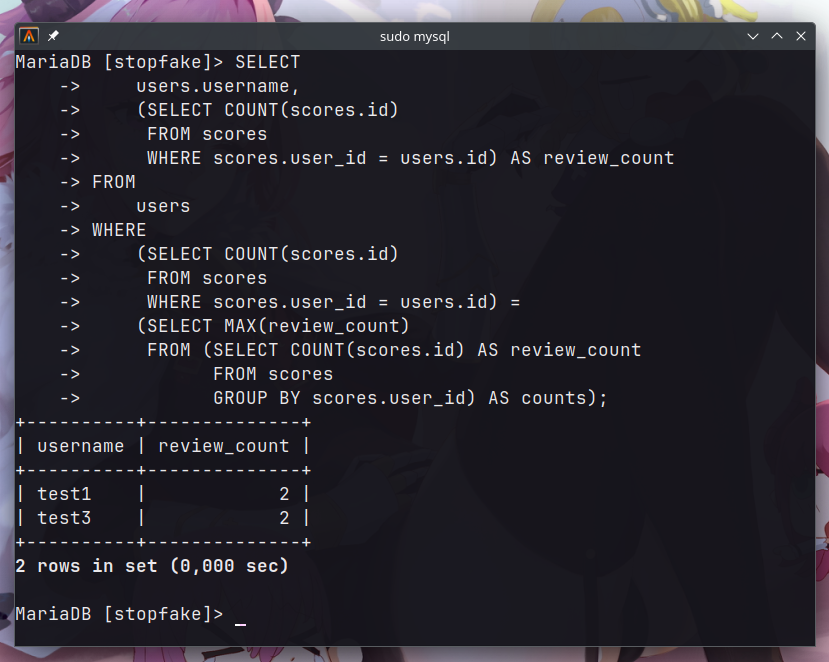 sudo mysql
MariaDB [stopfake]> SELECT
    ->     users.username,
    ->     (SELECT COUNT(scores.id)
    ->      FROM scores
    ->      WHERE scores.user_id = users.id) AS review_count
    -> FROM
    ->     users
    -> WHERE
    ->     (SELECT COUNT(scores.id)
    ->      FROM scores
    ->      WHERE scores.user_id = users.id) =
    ->     (SELECT MAX(review_count)
    ->      FROM (SELECT COUNT(scores.id) AS review_count
    ->            FROM scores
    ->            GROUP BY scores.user_id) AS counts);
+----------+--------------+
| username | review_count |
+----------+--------------+
| test1    |            2 |
| test3    |            2 |
+----------+--------------+
2 rows in set (0,000 sec)
MariaDB [stopfake]> _